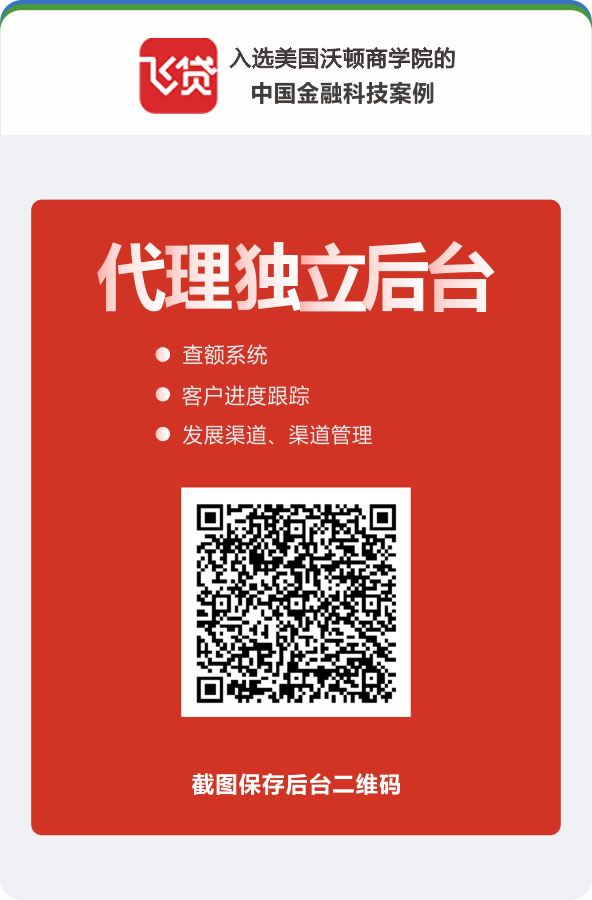 飞贷
入选美国沃顿商学院的
中国金融科技案例
代理独立后台
查额系统
客户进度跟踪
发展渠道、渠道管理
截图保存后台二维码